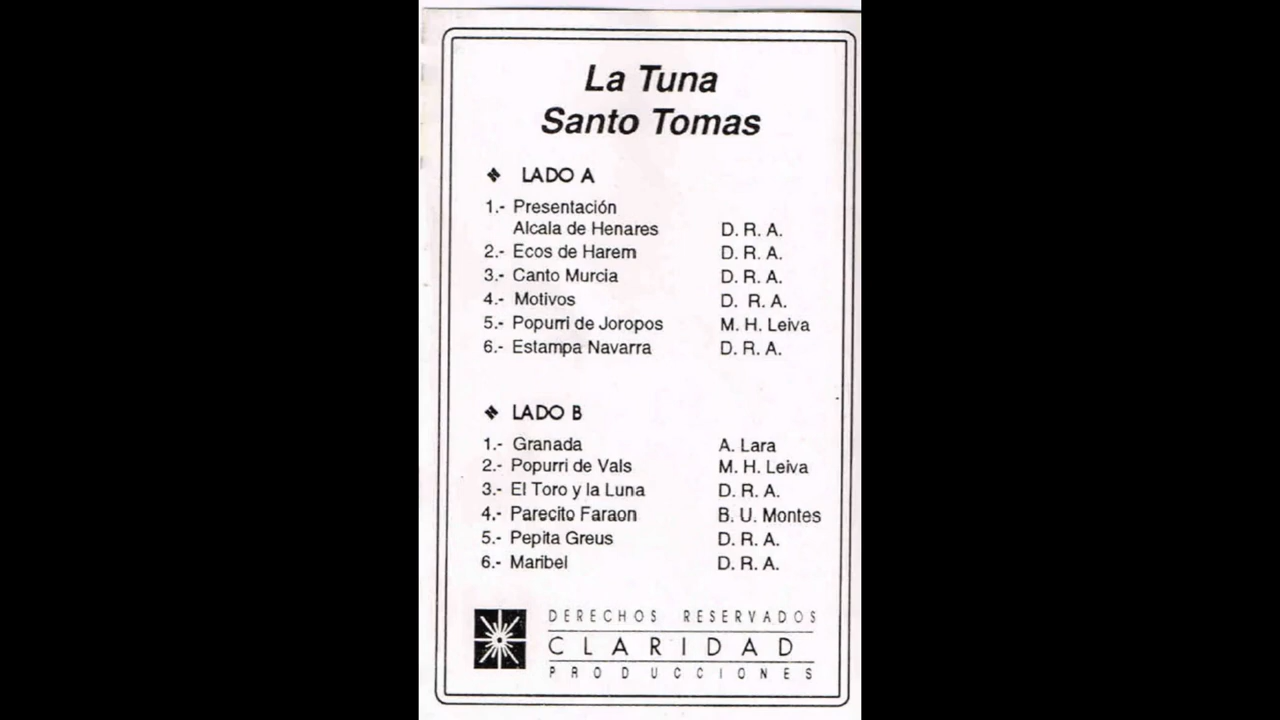 La Tuna
Santo Tomas
LADO A
1.- Presentación
Alcala de Henares D. R. A.
2.- Ecos de Harem D. R. A.
3.- Canto Murcia D. R. A.
4.- Motivos D. R. A.
5.- Popurri de Joropos M. H. Leiva
6.- Estampa Navarra D. R. A.
LADO B
1.- Granada A. Lara
2.- Popurri de Vals M. H. Leiva
3.- El Toro y la Luna D. R. A.
4.- Parecito Faraon B. U. Montes
5.- Pepita Greus D. R. A.
6.- Maribel D. R. A.
DERECHOS RESERVADOS
CLARIDAD
PRODUCCIONES